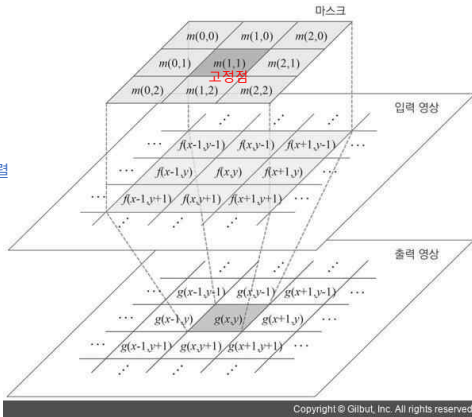 마스크
m(0,0) m(1,0) m(2,0)
m(0,1) m(1,1) m(2,1)
고정점
m(0,2) m(1,2) m(2,2)
입력 영상
f(x-1,y-1) f(x,y-1) f(x+1,y-1) ...
렬
... f(x-1,y) f(x,y) f(x+1,y) ...
... f(x-1,y+1) f(x,y+1) f(x+1,y+1) ...
출력 영상
g(x-1,y-1) g(x,y-1) g(x+1,y-1) ...
... g(x-1,y) g(x,y) g(x+1,y) ...
... g(x-1,y+1) g(x,y+1) g(x+1,y+1) ...
Copyright © Gilbut, Inc. All rights reserved